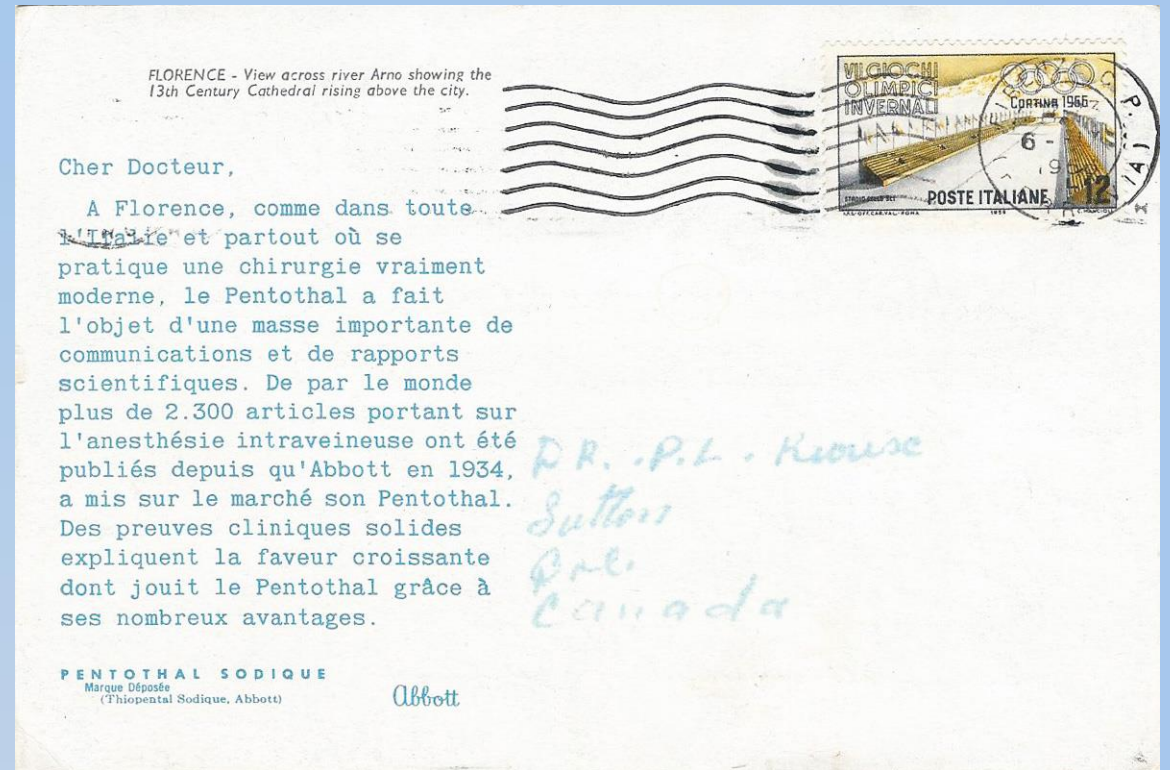 FLORENCE - View across river Arno showing the
13th Century Cathedral rising above the city.
VII GIOCHI
OLIMPICI
INVERNALI
CORTINA 1956
POSTE ITALIANE
12
1956
Cher Docteur,
A Florence, comme dans toute
l'Italie et partout où se
pratique une chirurgie vraiment
moderne, le Pentothal a fait
l'objet d'une masse importante de
communications et de rapports
scientifiques. De par le monde
plus de 2.300 articles portant sur
l'anesthésie intraveineuse ont été
publiés depuis qu'Abbott en 1934,
a mis sur le marché son Pentothal.
Des preuves cliniques solides
expliquent la faveur croissante
dont jouit le Pentothal grâce à
ses nombreux avantages.
DR. P.L. Krouse
Sutton
Canada
PENTOTHAL SODIQUE
Marque Déposée
(Thiopental Sodique, Abbott)
Abbott